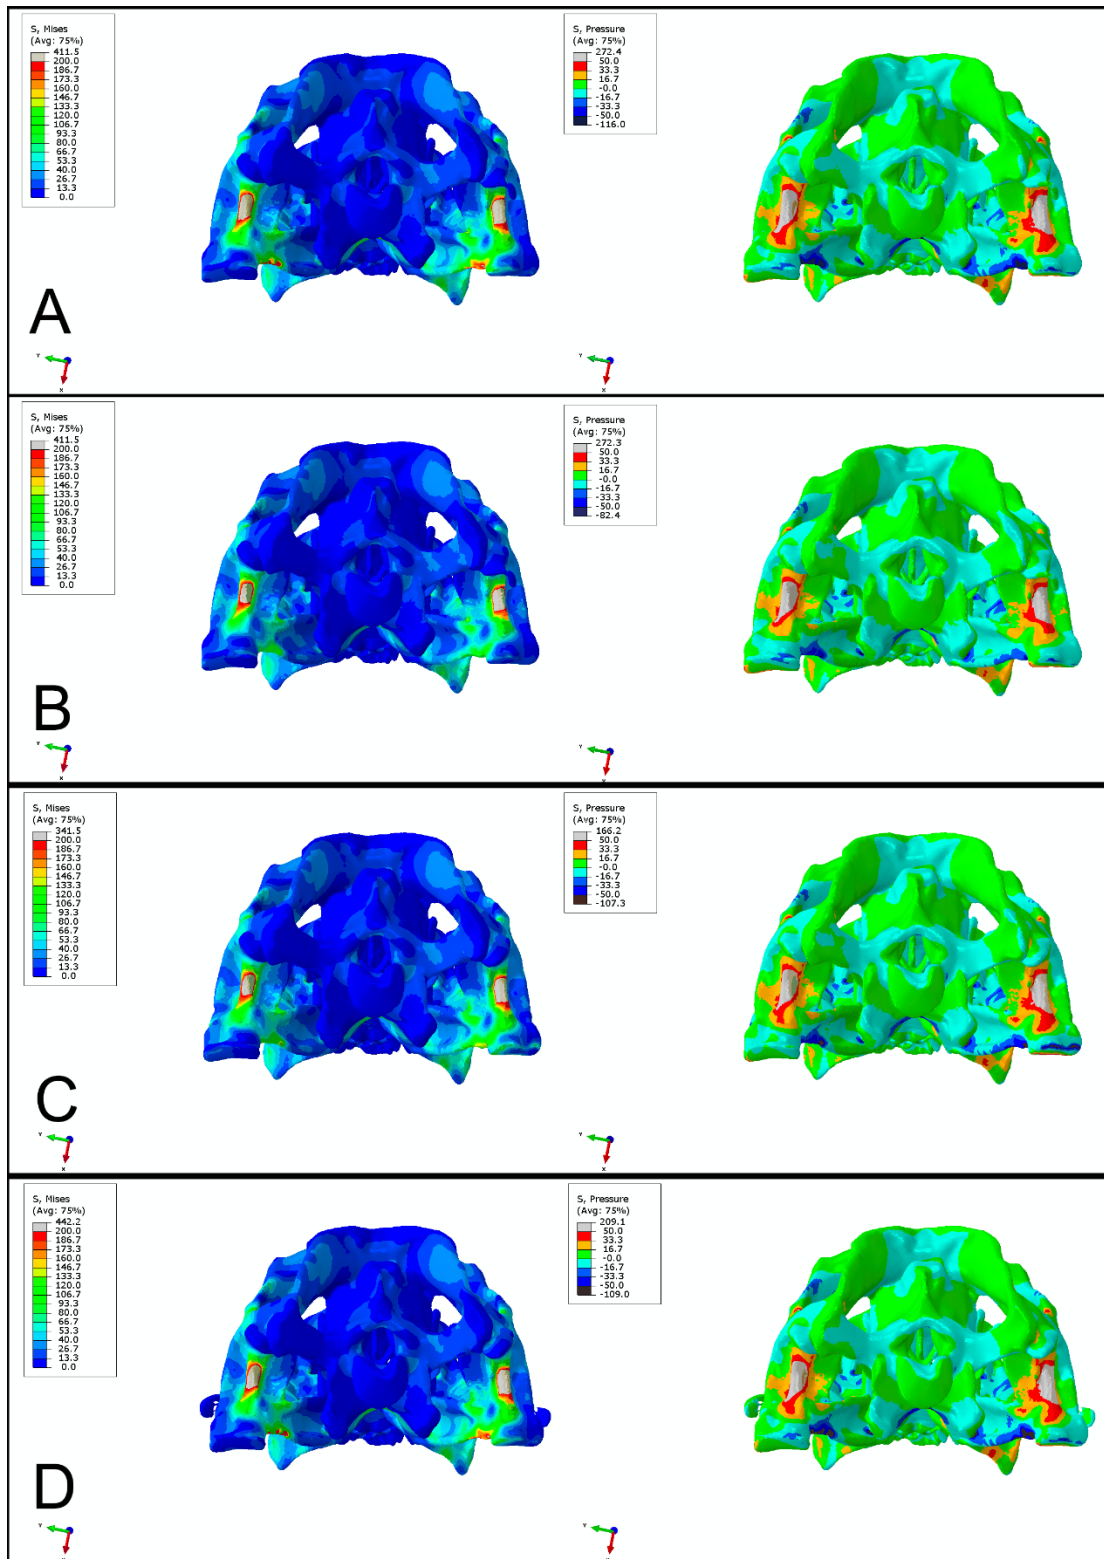 S, Mises
(Avg: 75%)
411.5
200.0
186.7
173.3
160.0
146.7
133.3
120.0
106.7
93.3
80.0
66.7
53.3
40.0
26.7
13.3
0.0
S, Pressure
(Avg: 75%)
272.4
50.0
33.3
16.7
-0.0
-16.7
-33.3
-50.0
-116.0
A
Y
X
Y
X
S, Mises
(Avg: 75%)
411.5
200.0
186.7
173.3
160.0
146.7
133.3
120.0
106.7
93.3
80.0
66.7
53.3
40.0
26.7
13.3
0.0
S, Pressure
(Avg: 75%)
272.3
50.0
33.3
16.7
-0.0
-16.7
-33.3
-50.0
-82.4
B
Y
X
Y
X
S, Mises
(Avg: 75%)
341.5
200.0
186.7
173.3
160.0
146.7
133.3
120.0
106.7
93.3
80.0
66.7
53.3
40.0
26.7
13.3
0.0
S, Pressure
(Avg: 75%)
166.2
50.0
33.3
16.7
-0.0
-16.7
-33.3
-50.0
-107.3
C
Y
X
Y
X
S, Mises
(Avg: 75%)
442.2
200.0
186.7
173.3
160.0
146.7
133.3
120.0
106.7
93.3
80.0
66.7
53.3
40.0
26.7
13.3
0.0
S, Pressure
(Avg: 75%)
209.1
50.0
33.3
16.7
-0.0
-16.7
-33.3
-50.0
-109.0
D
Y
X
Y
X